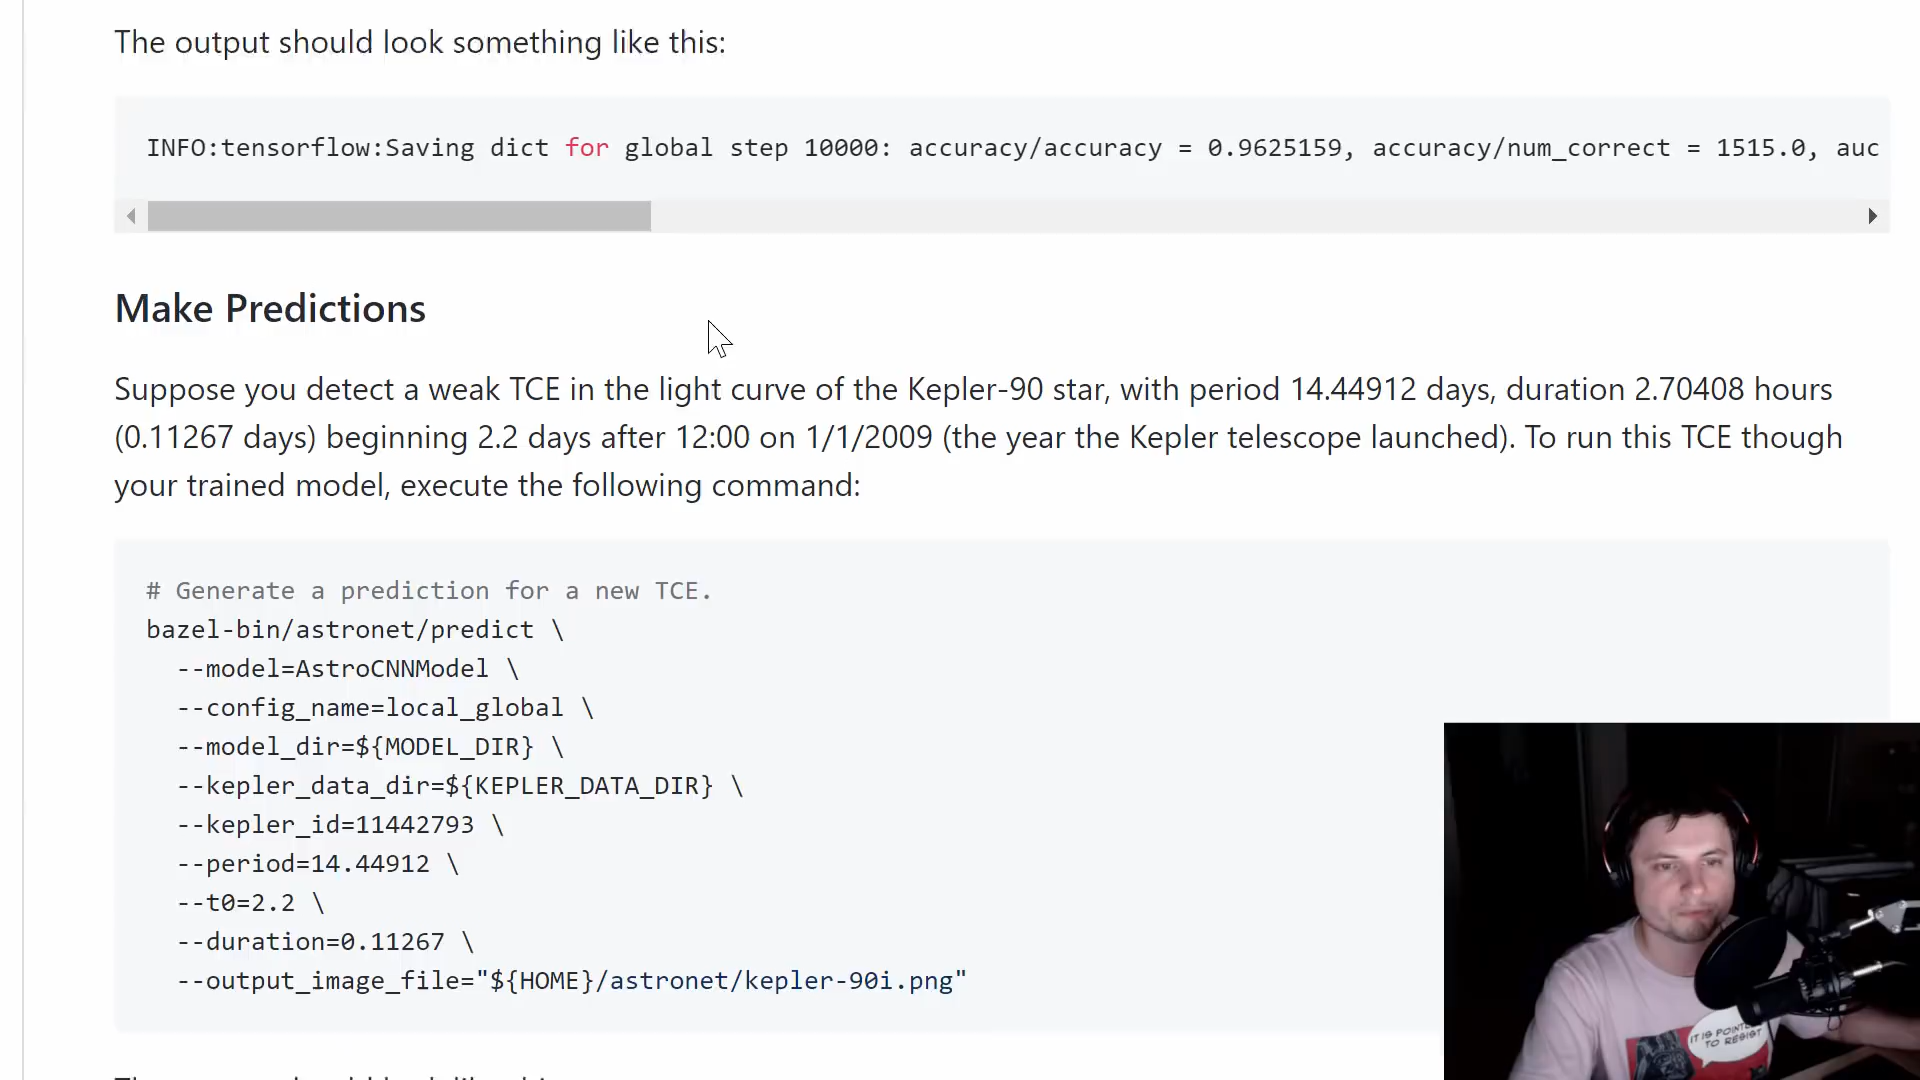 The output should look something like this:
INFO:tensorflow:Saving dict for global step 10000: accuracy/accuracy = 0.9625159, accuracy/num_correct = 1515.0, auc
Make Predictions
Suppose you detect a weak TCE in the light curve of the Kepler-90 star, with period 14.44912 days, duration 2.70408 hours
(0.11267 days) beginning 2.2 days after 12:00 on 1/1/2009 (the year the Kepler telescope launched). To run this TCE though
your trained model, execute the following command:
# Generate a prediction for a new TCE.
bazel-bin/astronet/predict \
--model=AstroCNNModel \
--config_name=local_global \
--model_dir=${MODEL_DIR} \
--kepler_data_dir=${KEPLER_DATA_DIR} \
--kepler_id=11442793 \
--period=14.44912 \
--t0=2.2 \
--duration=0.11267 \
--output_image_file="${HOME}/astronet/kepler-90i.png"
IT IS
TO RESIST